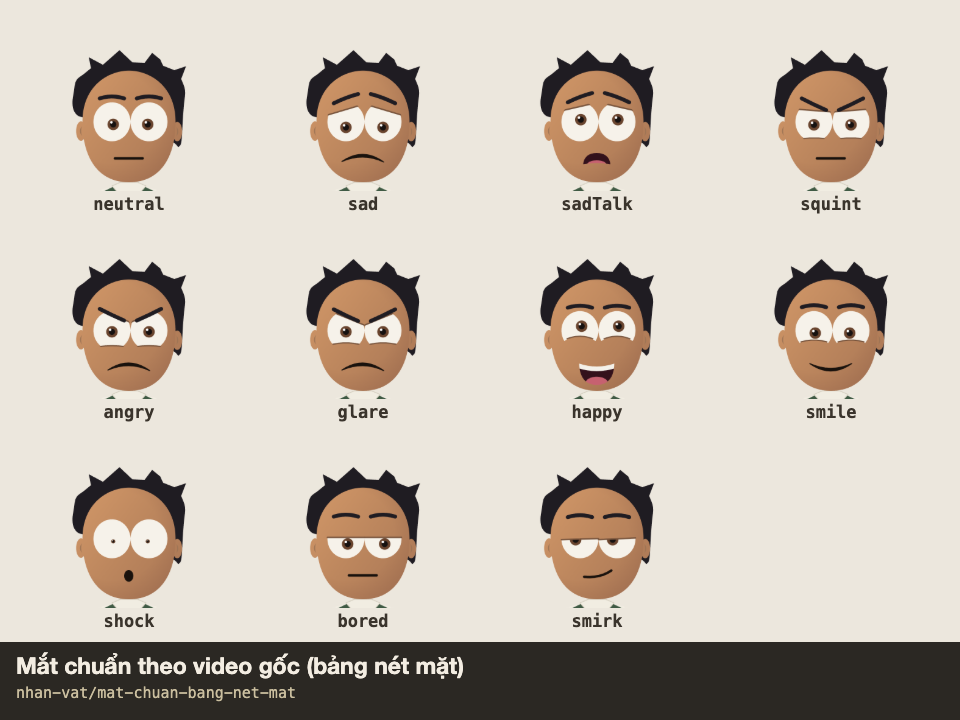 neutral
sad
sadTalk
squint
angry
glare
happy
smile
shock
bored
smirk
Mắt chuẩn theo video gốc (bảng nét mặt)
nhan-vat/mat-chuan-bang-net-mat